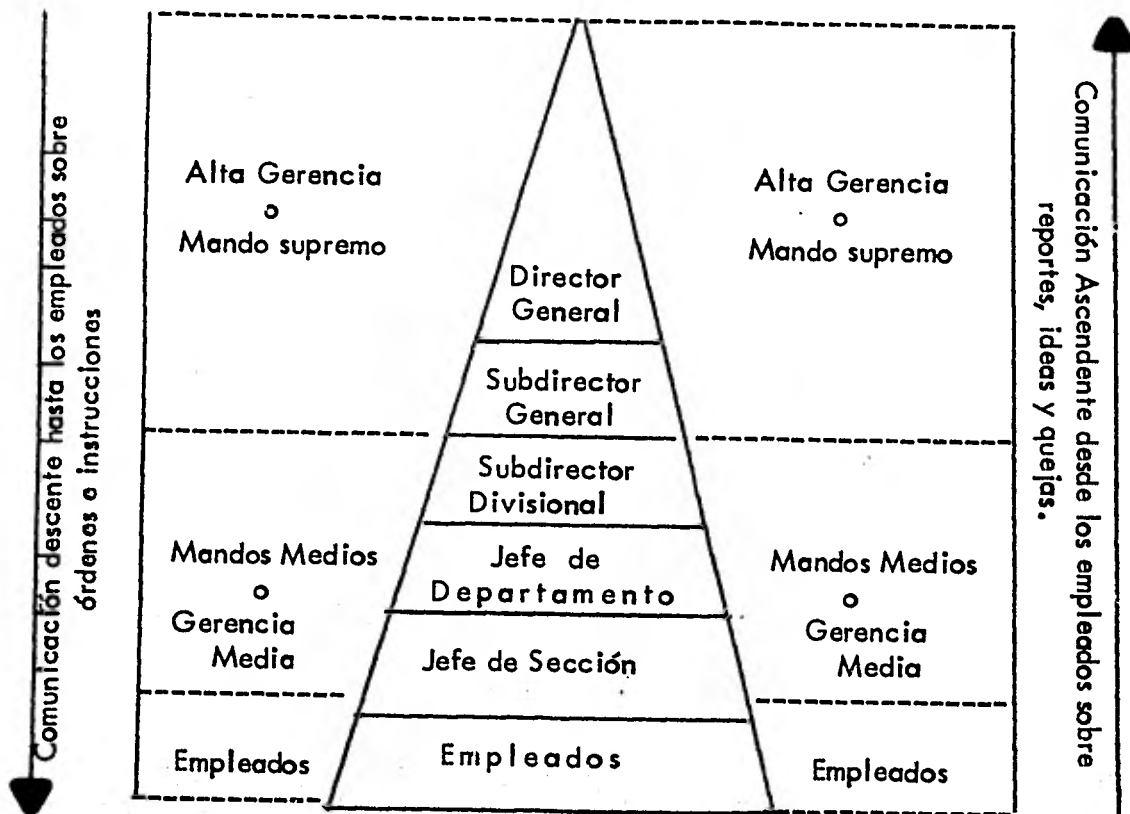 Comunicación descente hasta los empleados sobre
órdenes o instrucciones
Alta Gerencia
o
Mando supremo
Mandos Medios
o
Gerencia
Media
Empleados
Director
General
Subdirector
General
Subdirector
Divisional
Jefe de
Departamento
Jefe de Sección
Empleados
Alta Gerencia
o
Mando supremo
Mandos Medios
o
Gerencia
Media
Empleados
Comunicación Ascendente desde los empleados sobre
reportes, ideas y quejas.